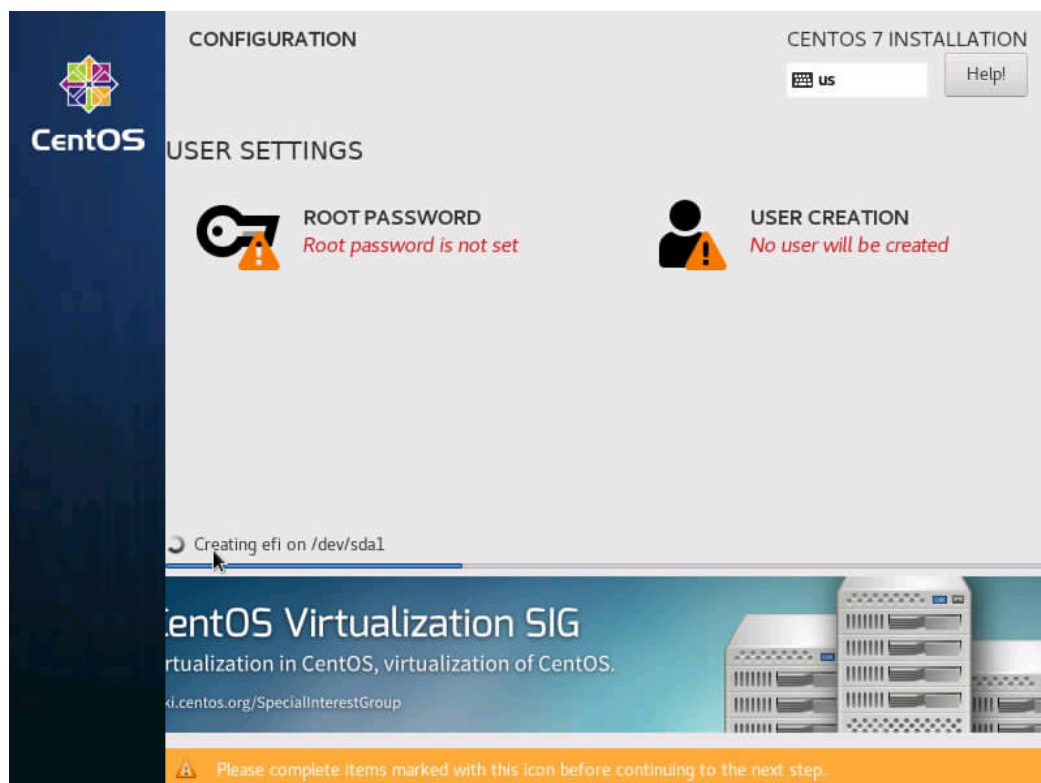 CONFIGURATION
CENTOS 7 INSTALLATION
us
Help!
CentOS
USER SETTINGS
ROOT PASSWORD
Root password is not set
USER CREATION
No user will be created
Creating efi on /dev/sda1
entOS Virtualization SIG
rtualization in CentOS, virtualization of CentOS.
ki.centos.org/SpecialInterestGroup
Please complete items marked with this icon before continuing to the next step.